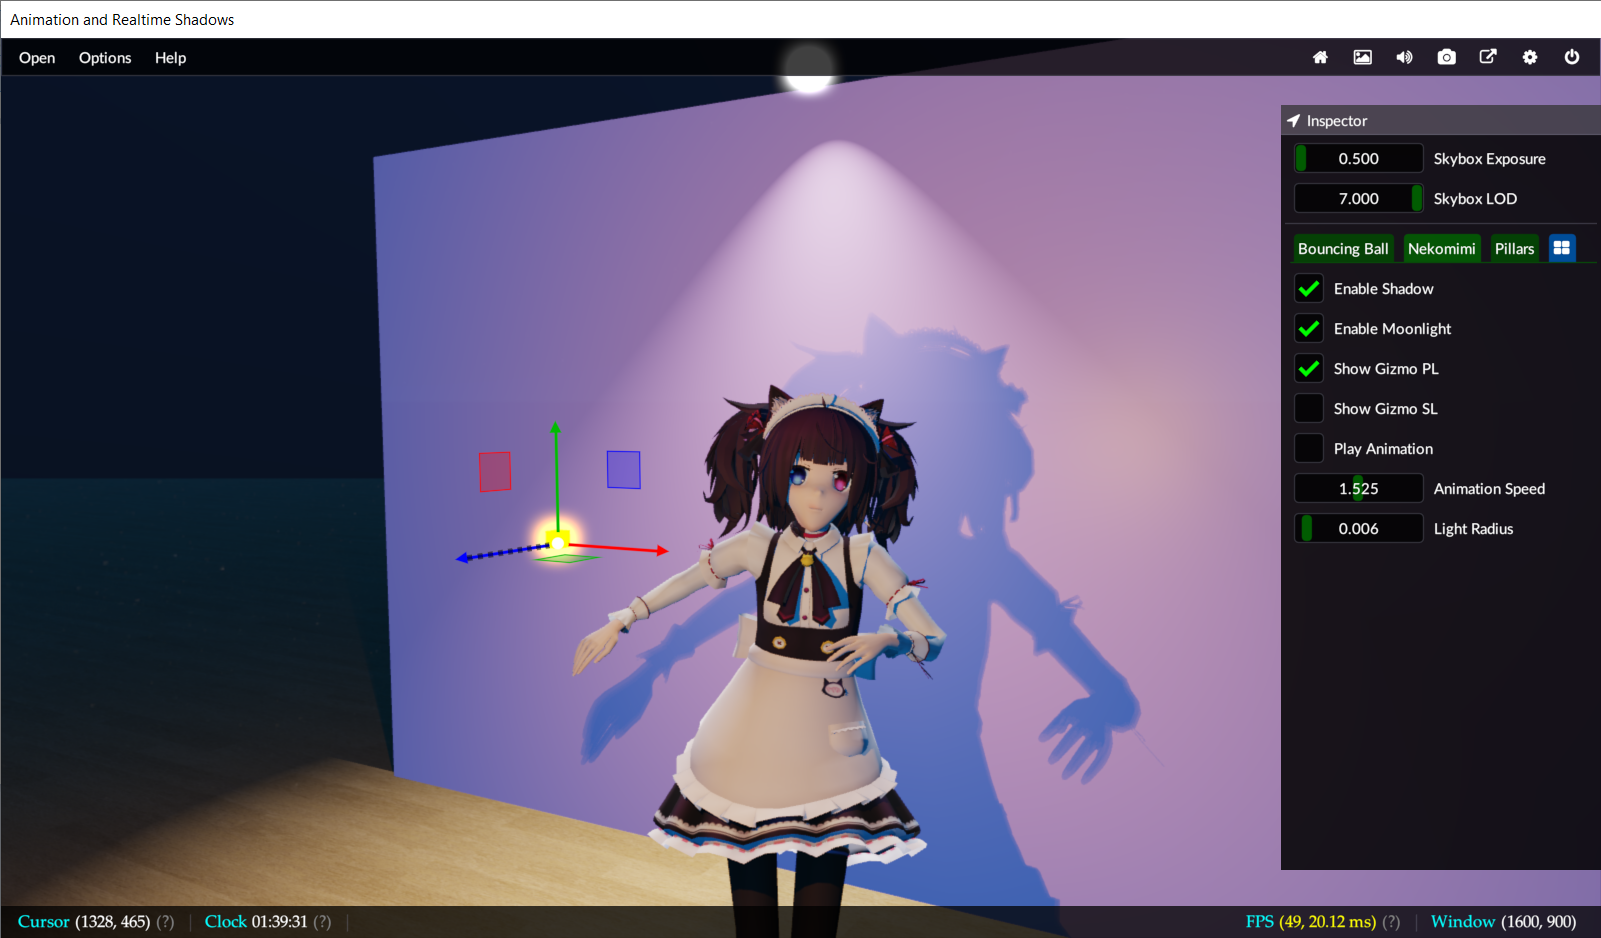 Animation and Realtime Shadows
Open Options Help
Inspector
0.500 Skybox Exposure
7.000 Skybox LOD
Bouncing Ball Nekomimi Pillars
Enable Shadow
Enable Moonlight
Show Gizmo PL
Show Gizmo SL
Play Animation
1.525 Animation Speed
0.006 Light Radius
Cursor (1328, 465) (?) | Clock 01:39:31 (?) | FPS (49, 20.12 ms) (?) | Window (1600, 900)